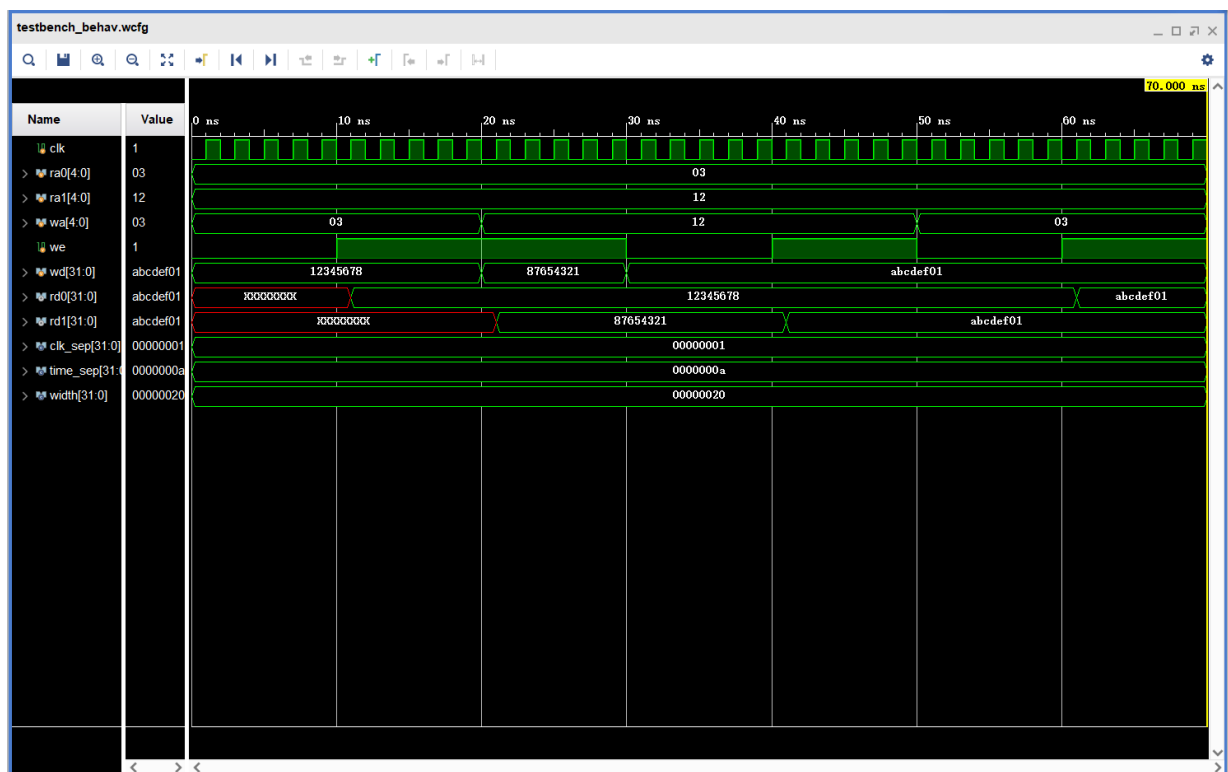 testbench_behav.wcfg
70.000 ns
Name Value 0 ns 10 ns 20 ns 30 ns 40 ns 50 ns 60 ns
clk 1
ra0[4:0] 03 03
ra1[4:0] 12 12
wa[4:0] 03 03 12 03
we 1
wd[31:0] abcdef01 12345678 87654321 abcdef01
rd0[31:0] abcdef01 XXXXXXXX 12345678 abcdef01
rd1[31:0] abcdef01 XXXXXXXX 87654321 abcdef01
clk_sep[31:0] 00000001 00000001
time_sep[31:0 0000000a 0000000a
width[31:0] 00000020 00000020